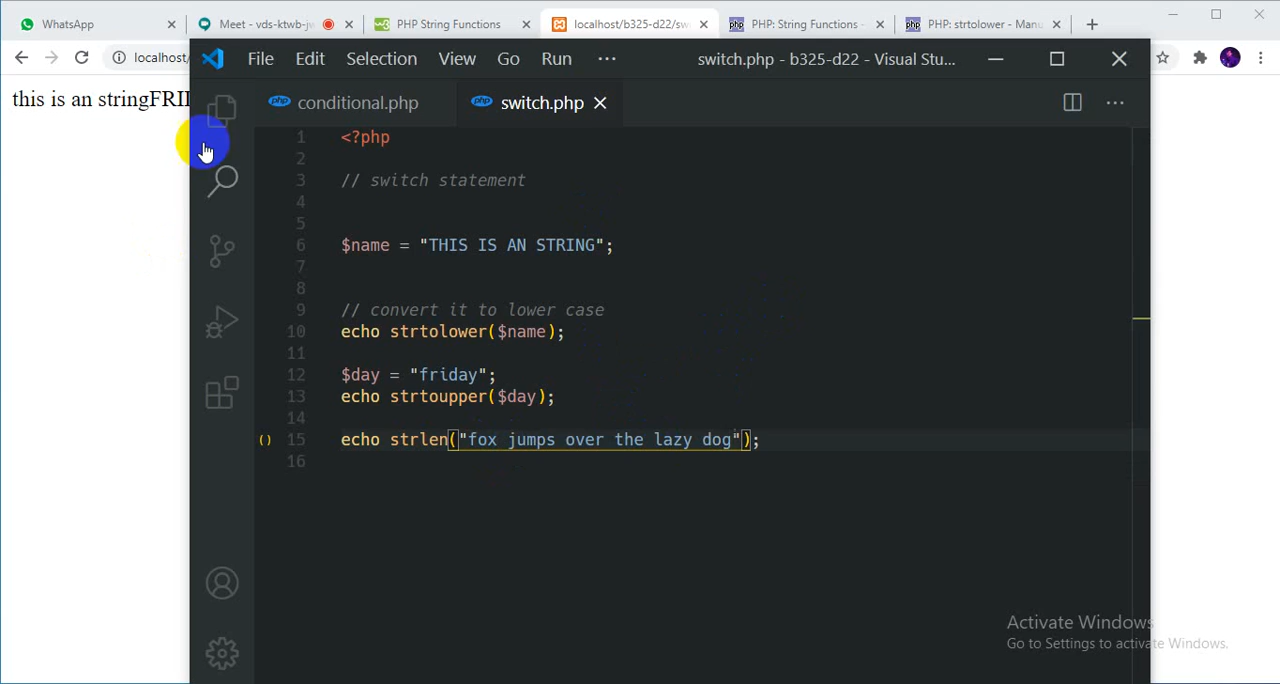 WhatsApp
Meet - vds-ktwb-jw
PHP String Functions
localhost/b325-d22/sw
PHP: String Functions -
PHP: strtolower - Manu
localhost/
File Edit Selection View Go Run ··· switch.php - b325-d22 - Visual Stu...
this is an stringFRI
conditional.php
switch.php
1 <?php
2
3 // switch statement
4
5
6 $name = "THIS IS AN STRING";
7
8
9 // convert it to lower case
10 echo strtolower($name);
11
12 $day = "friday";
13 echo strtoupper($day);
14
15 echo strlen("fox jumps over the lazy dog");
16
Activate Windows
Go to Settings to activate Windows.